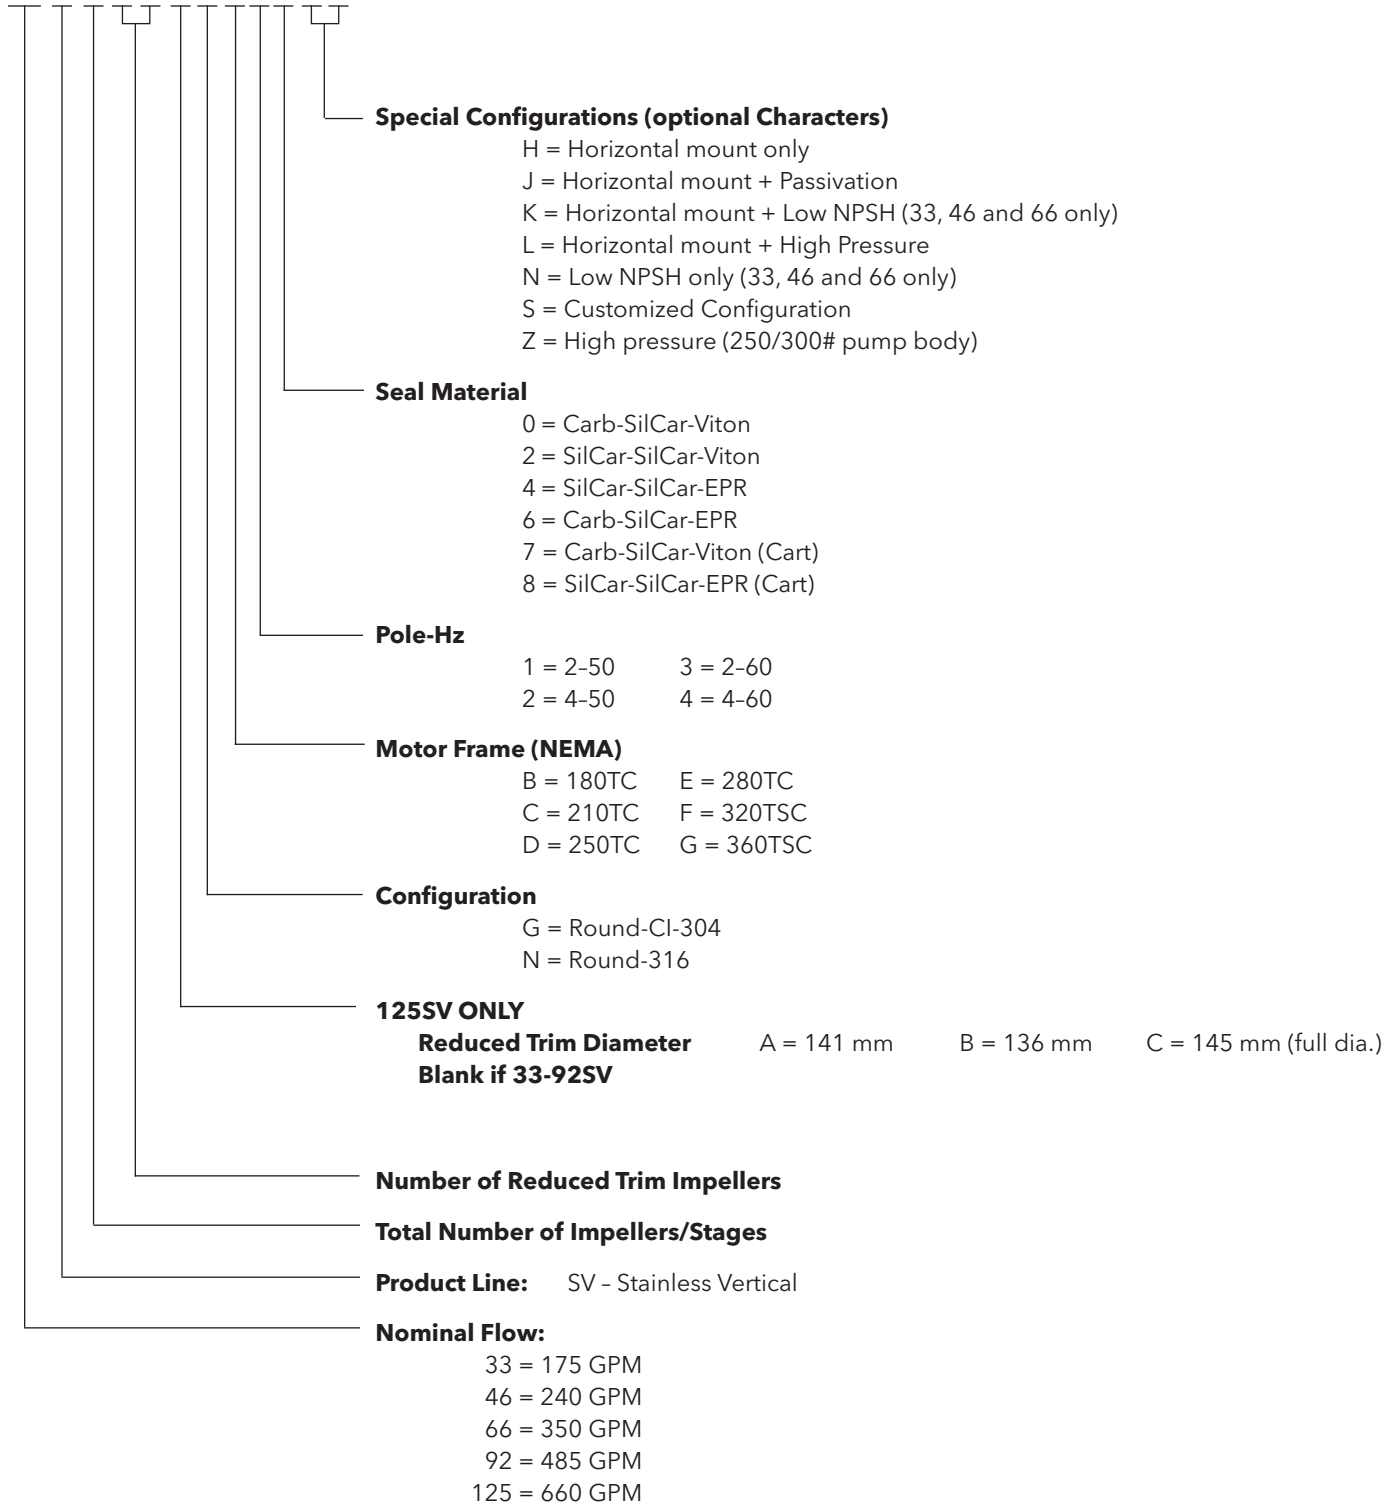 Special Configurations (optional Characters)
H = Horizontal mount only
J = Horizontal mount + Passivation
K = Horizontal mount + Low NPSH (33, 46 and 66 only)
L = Horizontal mount + High Pressure
N = Low NPSH only (33, 46 and 66 only)
S = Customized Configuration
Z = High pressure (250/300# pump body)
Seal Material
0 = Carb-SilCar-Viton
2 = SilCar-SilCar-Viton
4 = SilCar-SilCar-EPR
6 = Carb-SilCar-EPR
7 = Carb-SilCar-Viton (Cart)
8 = SilCar-SilCar-EPR (Cart)
Pole-Hz
1 = 2–50 3 = 2–60
2 = 4–50 4 = 4–60
Motor Frame (NEMA)
B = 180TC E = 280TC
C = 210TC F = 320TSC
D = 250TC G = 360TSC
Configuration
G = Round-CI-304
N = Round-316
125SV ONLY
Reduced Trim Diameter A = 141 mm B = 136 mm C = 145 mm (full dia.)
Blank if 33-92SV
Number of Reduced Trim Impellers
Total Number of Impellers/Stages
Product Line: SV – Stainless Vertical
Nominal Flow:
33 = 175 GPM
46 = 240 GPM
66 = 350 GPM
92 = 485 GPM
125 = 660 GPM